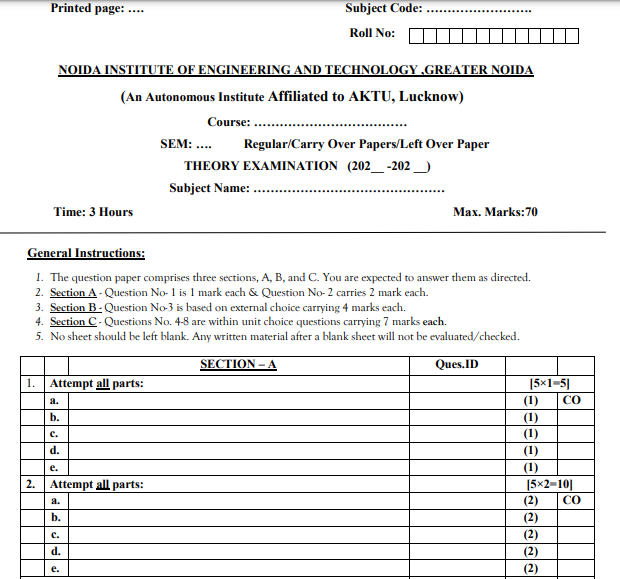 Printed page: .... Subject Code: ..........................
Roll No:
NOIDA INSTITUTE OF ENGINEERING AND TECHNOLOGY ,GREATER NOIDA
(An Autonomous Institute Affiliated to AKTU, Lucknow)
Course: ......................................
SEM: .... Regular/Carry Over Papers/Left Over Paper
THEORY EXAMINATION (202__ -202 __)
Subject Name: ................................................
Time: 3 Hours Max. Marks:70
General Instructions:
1. The question paper comprises three sections, A, B, and C. You are expected to answer them as directed.
2. Section A - Question No- 1 is 1 mark each & Question No- 2 carries 2 mark each.
3. Section B - Question No-3 is based on external choice carrying 4 marks each.
4. Section C - Questions No. 4-8 are within unit choice questions carrying 7 marks each.
5. No sheet should be left blank. Any written material after a blank sheet will not be evaluated/checked.
SECTION – A Ques.ID
1. Attempt all parts: [5×1=5]
a. (1) CO
b. (1)
c. (1)
d. (1)
e. (1)
2. Attempt all parts: [5×2=10]
a. (2) CO
b. (2)
c. (2)
d. (2)
e. (2)